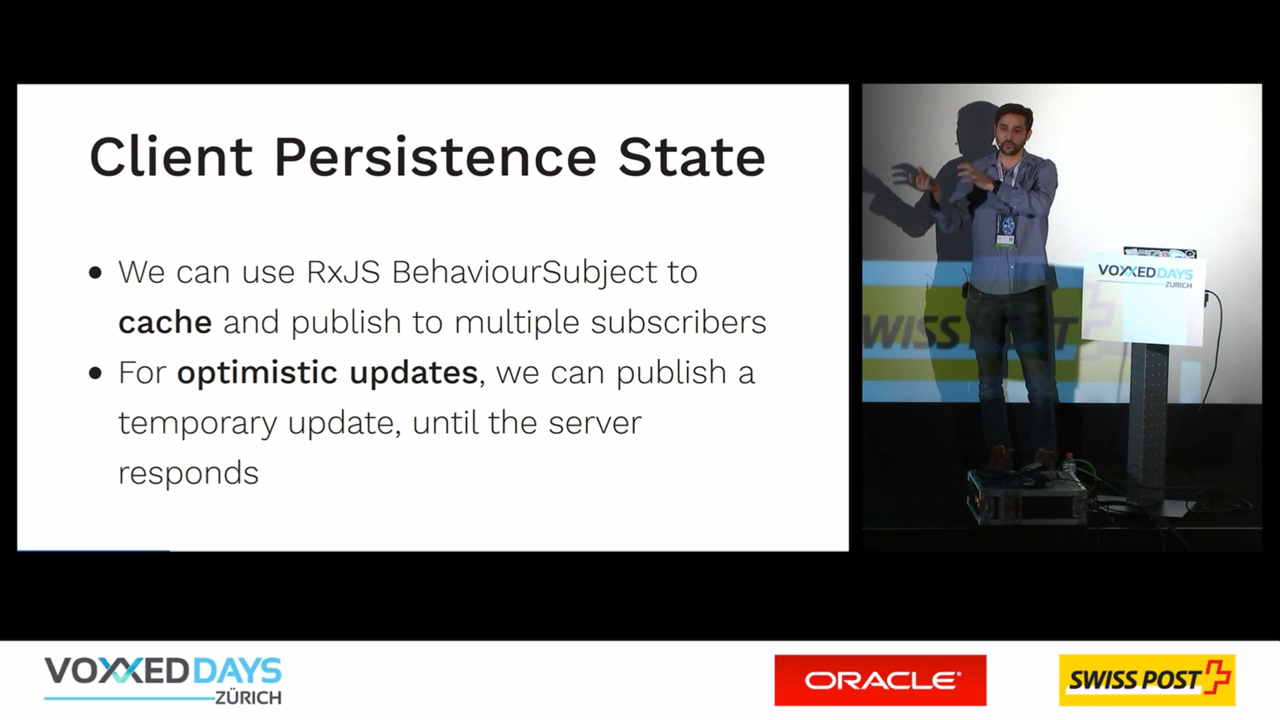 Client Persistence State
● We can use RxJS BehaviourSubject to
cache and publish to multiple subscribers
● For optimistic updates, we can publish a
temporary update, until the server
responds
VOXXED DAYS
ZÜRICH
SWISS
ST
VOXXED DAYS
ZÜRICH
ORACLE®
SWISS POST